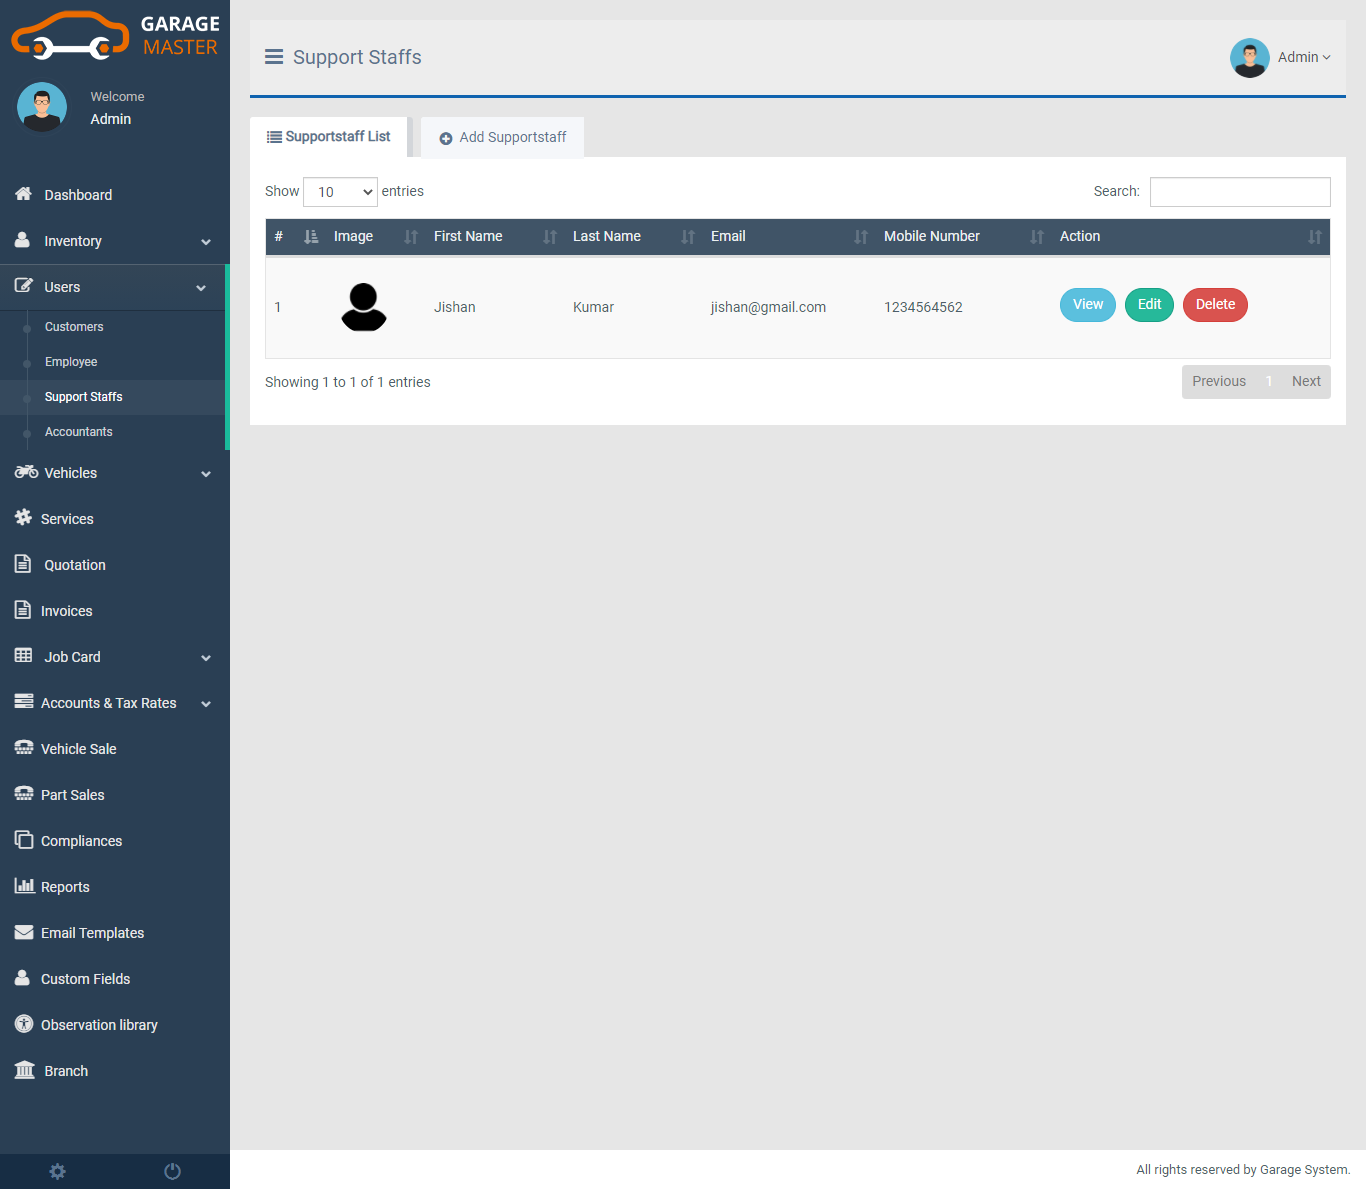 GARAGE
MASTER
Welcome
Admin
Dashboard
Inventory
Users
Customers
Employee
Support Staffs
Accountants
Vehicles
Services
Quotation
Invoices
Job Card
Accounts & Tax Rates
Vehicle Sale
Part Sales
Compliances
Reports
Email Templates
Custom Fields
Observation library
Branch
Support Staffs
Admin
Supportstaff List
Add Supportstaff
Show 10 entries
Search:
# Image First Name Last Name Email Mobile Number Action
1 Jishan Kumar jishan@gmail.com 1234564562 View Edit Delete
Showing 1 to 1 of 1 entries
Previous 1 Next
All rights reserved by Garage System.